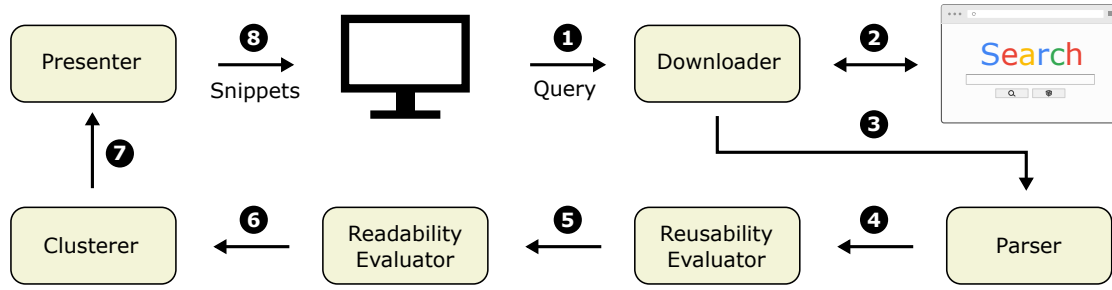 Presenter
8
Snippets
1
Query
Downloader
2
Search
3
7
Clusterer
6
Readability
Evaluator
5
Reusability
Evaluator
4
Parser